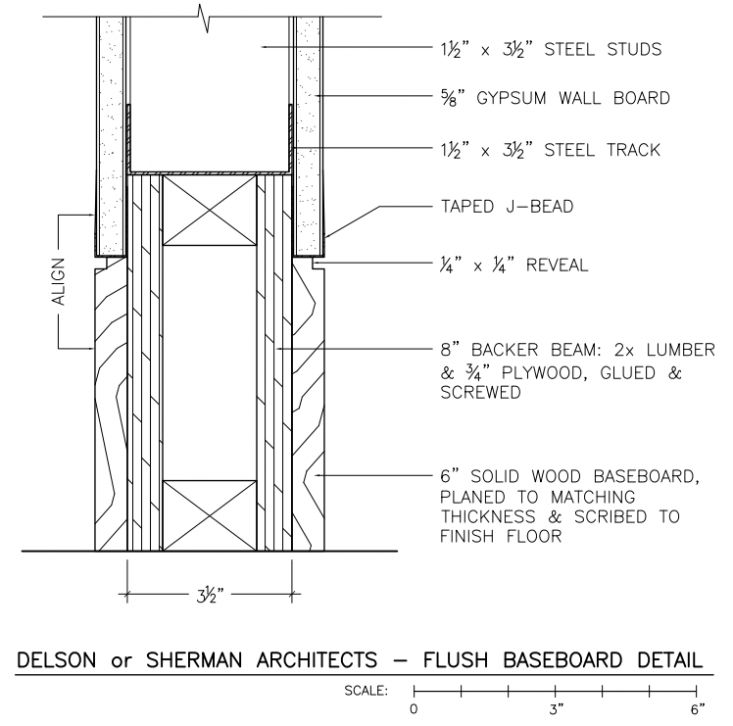 1½” x 3½” STEEL STUDS
⅝” GYPSUM WALL BOARD
1½” x 3½” STEEL TRACK
TAPED J-BEAD
¼” x ¼” REVEAL
ALIGN
8” BACKER BEAM: 2x LUMBER
& ¾” PLYWOOD, GLUED &
SCREWED
6” SOLID WOOD BASEBOARD,
PLANED TO MATCHING
THICKNESS & SCRIBED TO
FINISH FLOOR
3½”
DELSON or SHERMAN ARCHITECTS – FLUSH BASEBOARD DETAIL
SCALE:
0 3” 6”